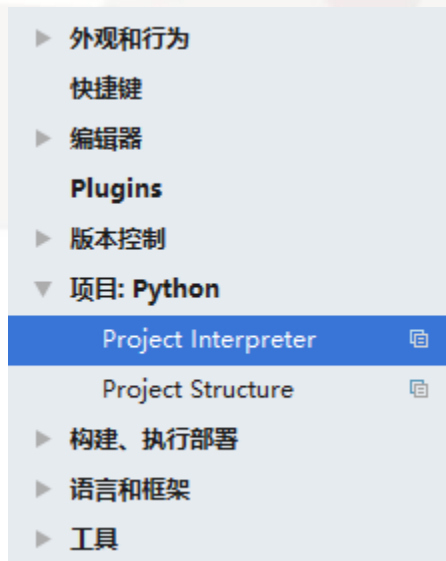 外观和行为
快捷键
编辑器
Plugins
版本控制
项目: Python
Project Interpreter
Project Structure
构建、执行部署
语言和框架
工具